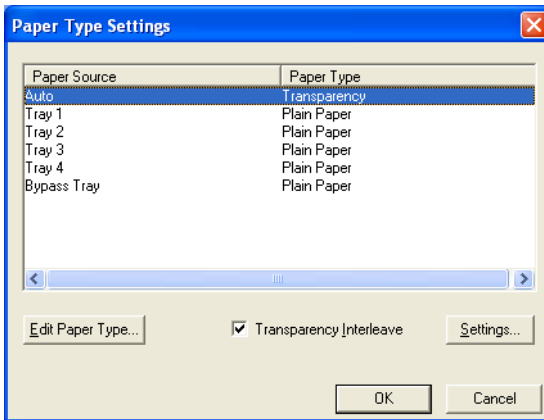 Paper Type Settings
Paper Source Paper Type
Auto Transparency
Tray 1 Plain Paper
Tray 2 Plain Paper
Tray 3 Plain Paper
Tray 4 Plain Paper
Bypass Tray Plain Paper
Edit Paper Type... Transparency Interleave Settings...
OK Cancel